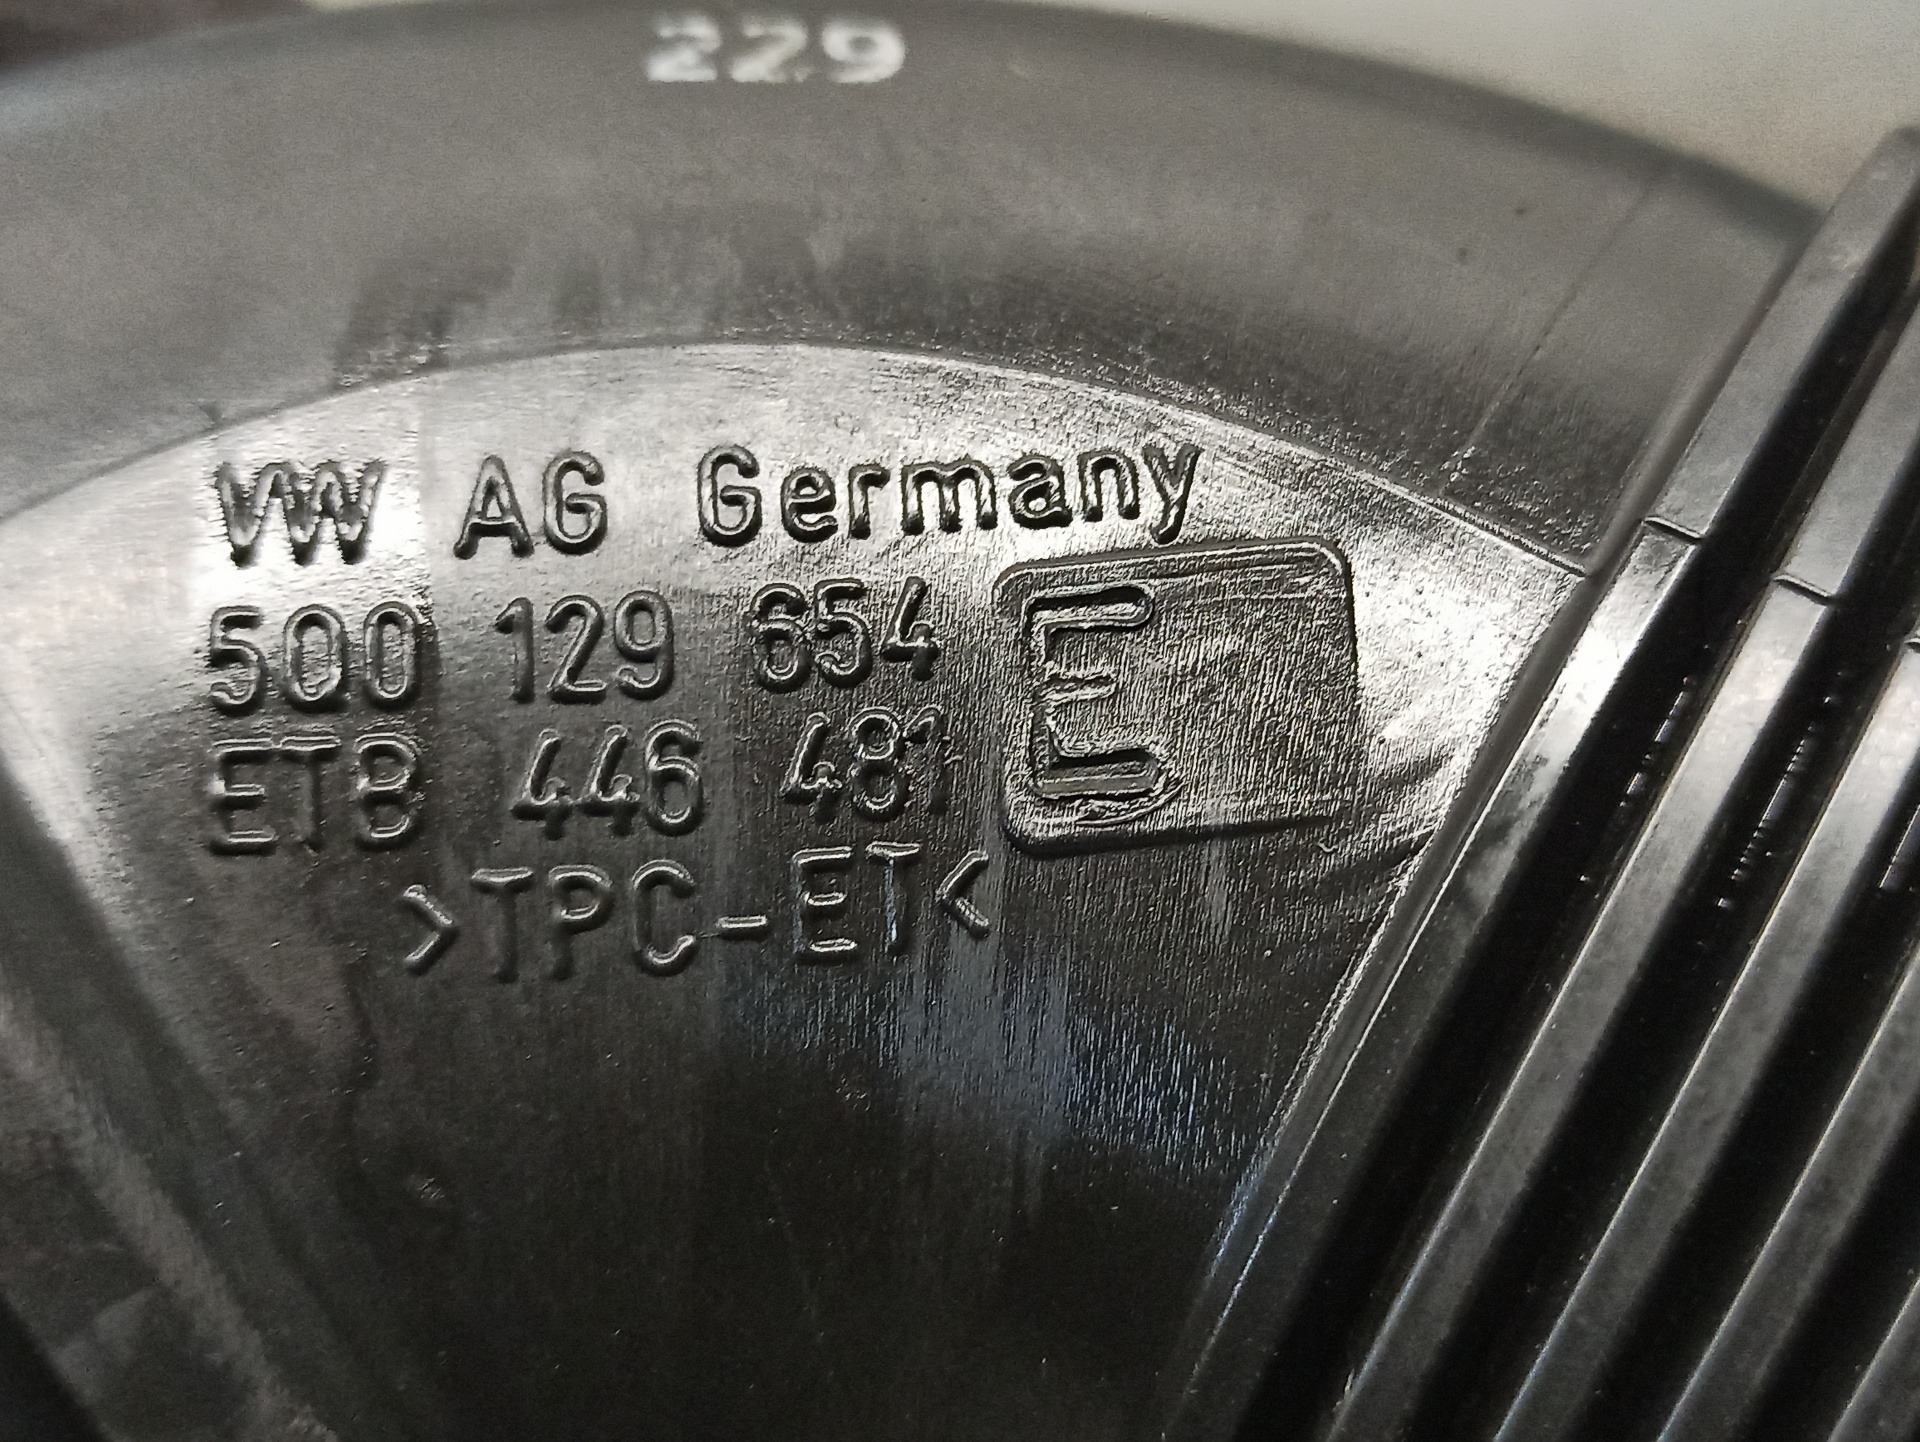 229
VW AG Germany
5Q0 129 654
E
ETB 446 481
>TPC-ET<